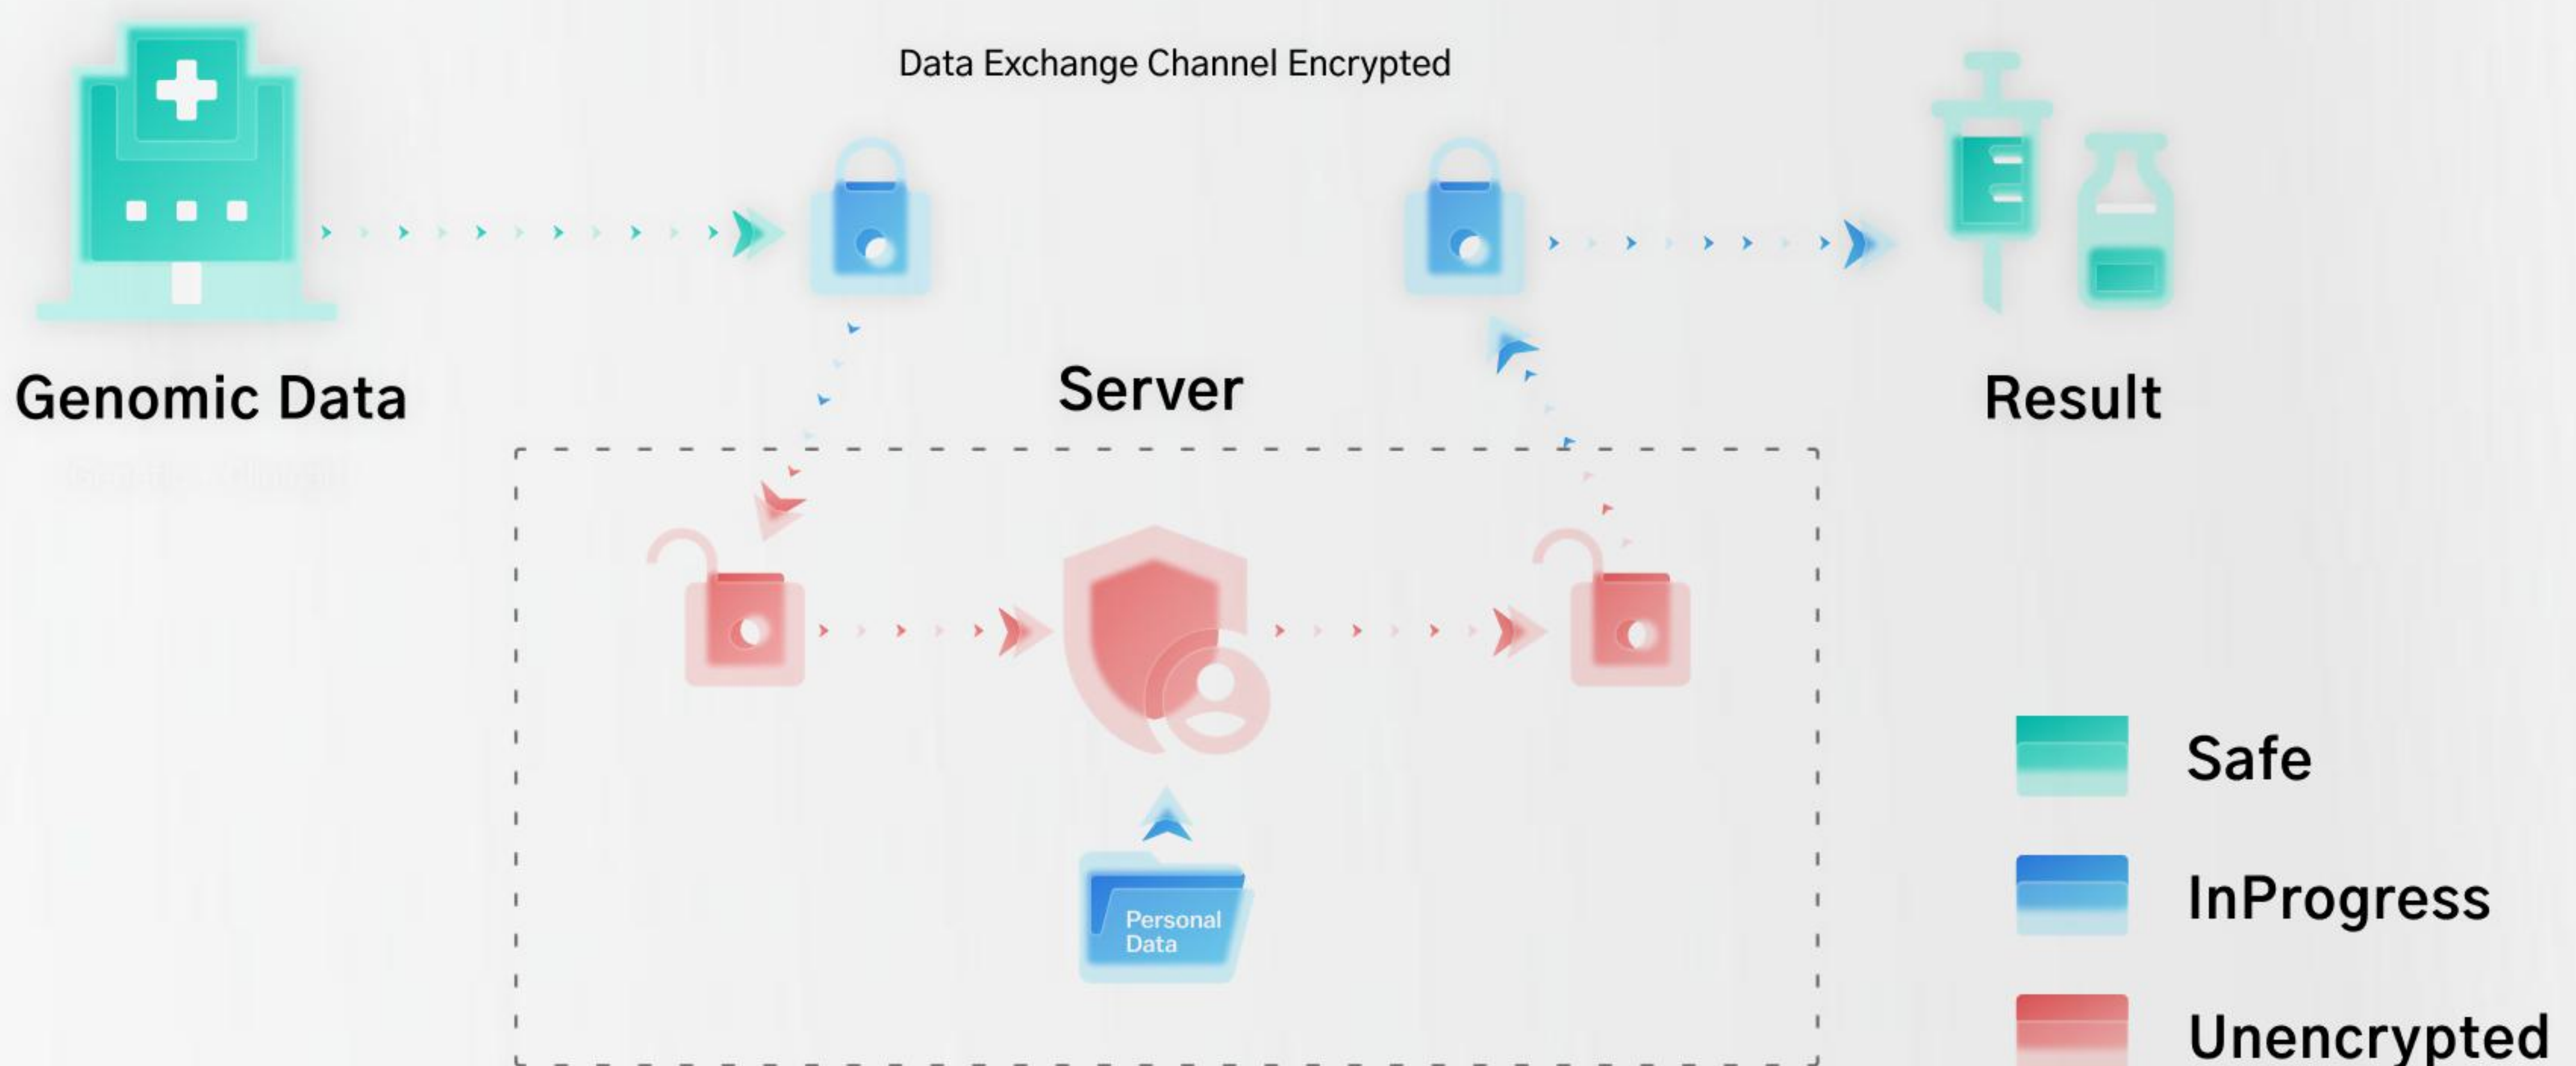 Data Exchange Channel Encrypted
Genomic Data
Server
Result
Personal
Data
Safe
InProgress
Unencrypted